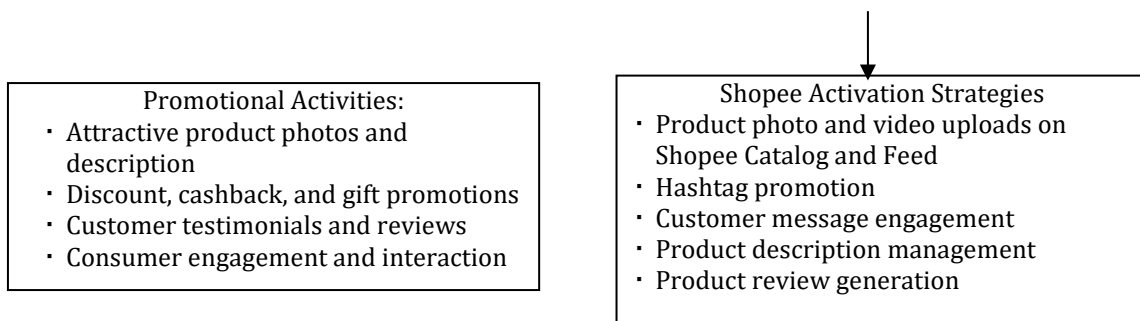 Promotional Activities:
· Attractive product photos and
description
· Discount, cashback, and gift promotions
· Customer testimonials and reviews
· Consumer engagement and interaction
Shopee Activation Strategies
· Product photo and video uploads on
Shopee Catalog and Feed
· Hashtag promotion
· Customer message engagement
· Product description management
· Product review generation